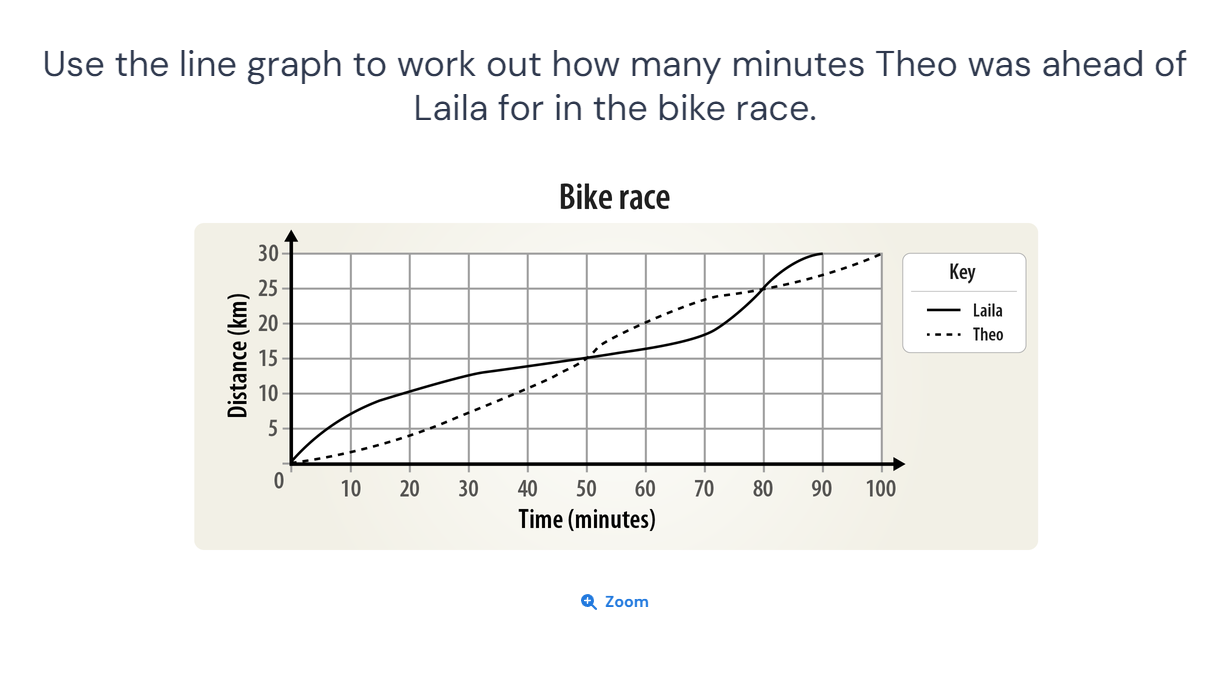 Use the line graph to work out how many minutes Theo was ahead of
Laila for in the bike race.
Bike race
30
25
20
15
10
5
0
10 20 30 40 50 60 70 80 90 100
Distance (km)
Time (minutes)
Key
Laila
Theo
Zoom